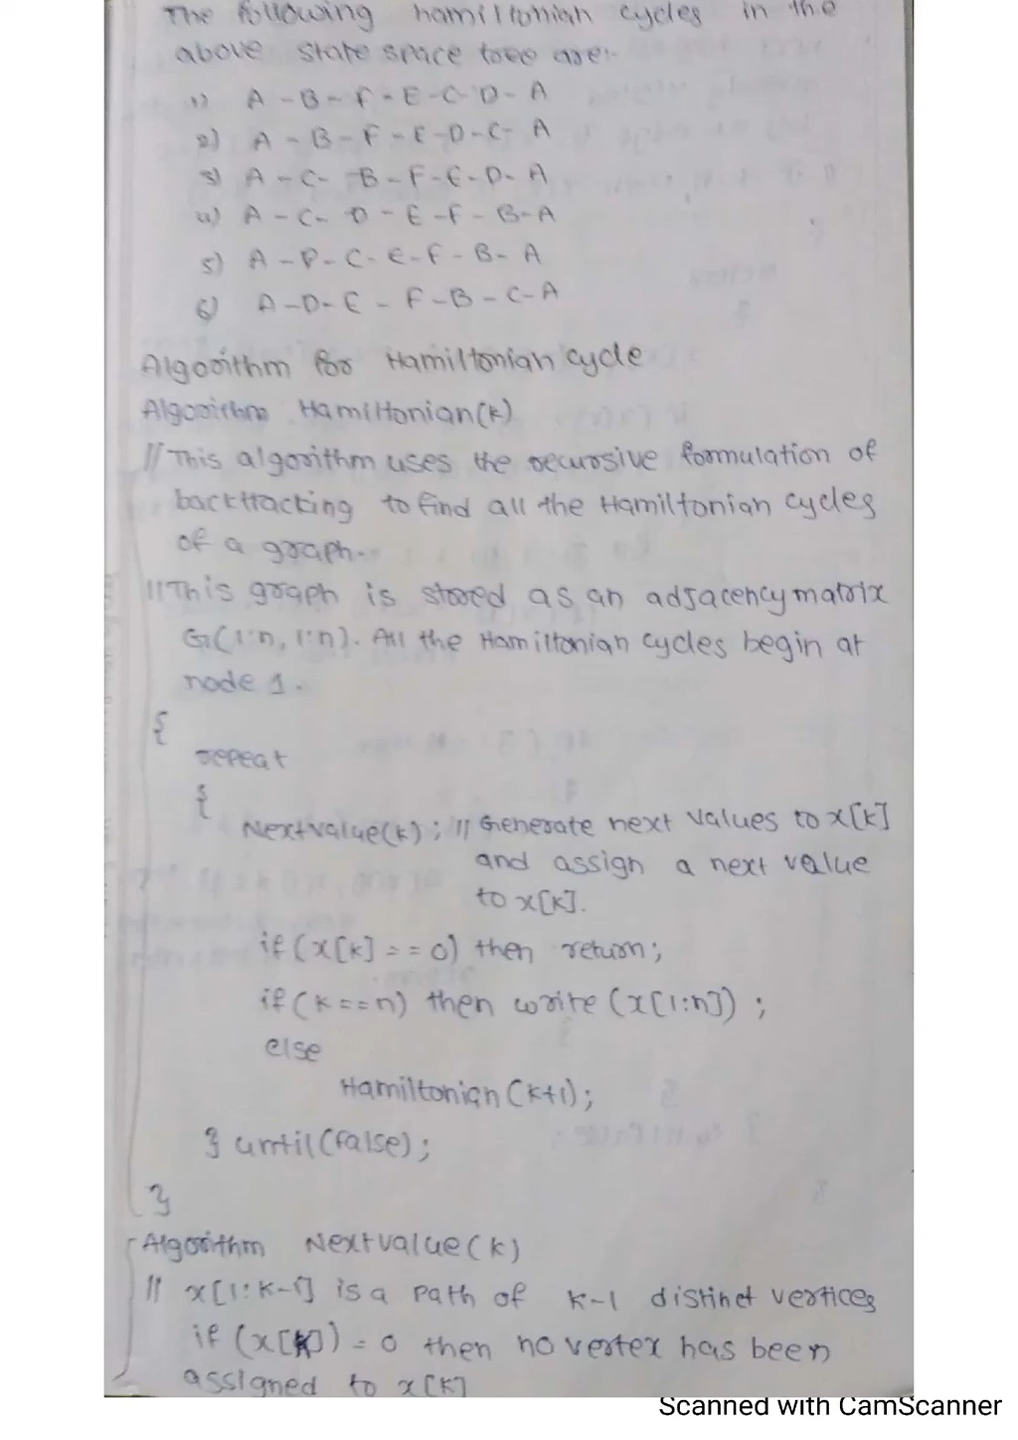 The following hamiltonian cycles in the
above state space tree are:-
1) A - B - F - E - C - D - A
2) A - B - F - E - D - C - A
3) A - C - B - F - E - D - A
4) A - C - D - E - F - B - A
5) A - D - C - E - F - B - A
6) A - D - E - F - B - C - A
Algorithm for Hamiltonian cycle
Algorithm Hamiltonian(k)
// This algorithm uses the recursive formulation of
backtracking to find all the Hamiltonian cycles
of a graph.
// This graph is stored as an adjacency matrix
G(1:n, 1:n). All the Hamiltonian cycles begin at
node 1.
{
repeat
{
Nextvalue(k); // Generate next values to x[k]
and assign a next value
to x[k].
if (x[k] == 0) then return;
if (k==n) then write (x[1:n]);
else
Hamiltonian (k+1);
} until(false);
}
Algorithm Nextvalue(k)
// x[1:k-1] is a path of k-1 distinct vertices
if (x[k]) = 0 then no vertex has been
assigned to x[k]
Scanned with CamScanner